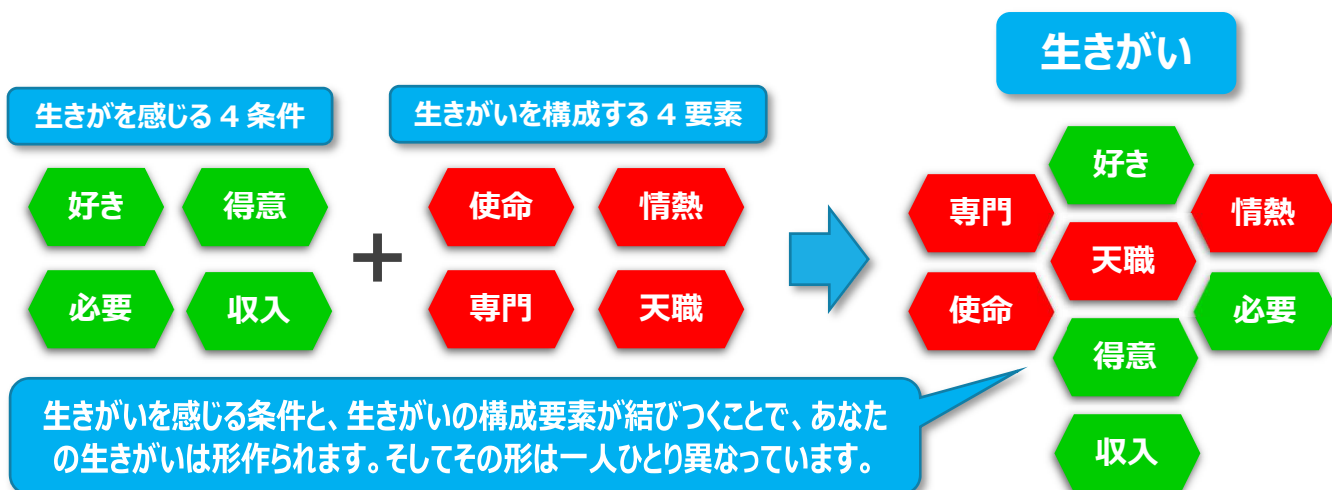 生きがい
生きがを感じる 4 条件
生きがいを構成する 4 要素
好き
得意
必要
収入
+
使命
情熱
専門
天職
好き
専門
情熱
天職
使命
必要
得意
収入
生きがいを感じる条件と、生きがいの構成要素が結びつくことで、あなた
の生きがいは形作られます。そしてその形は一人ひとり異なっています。